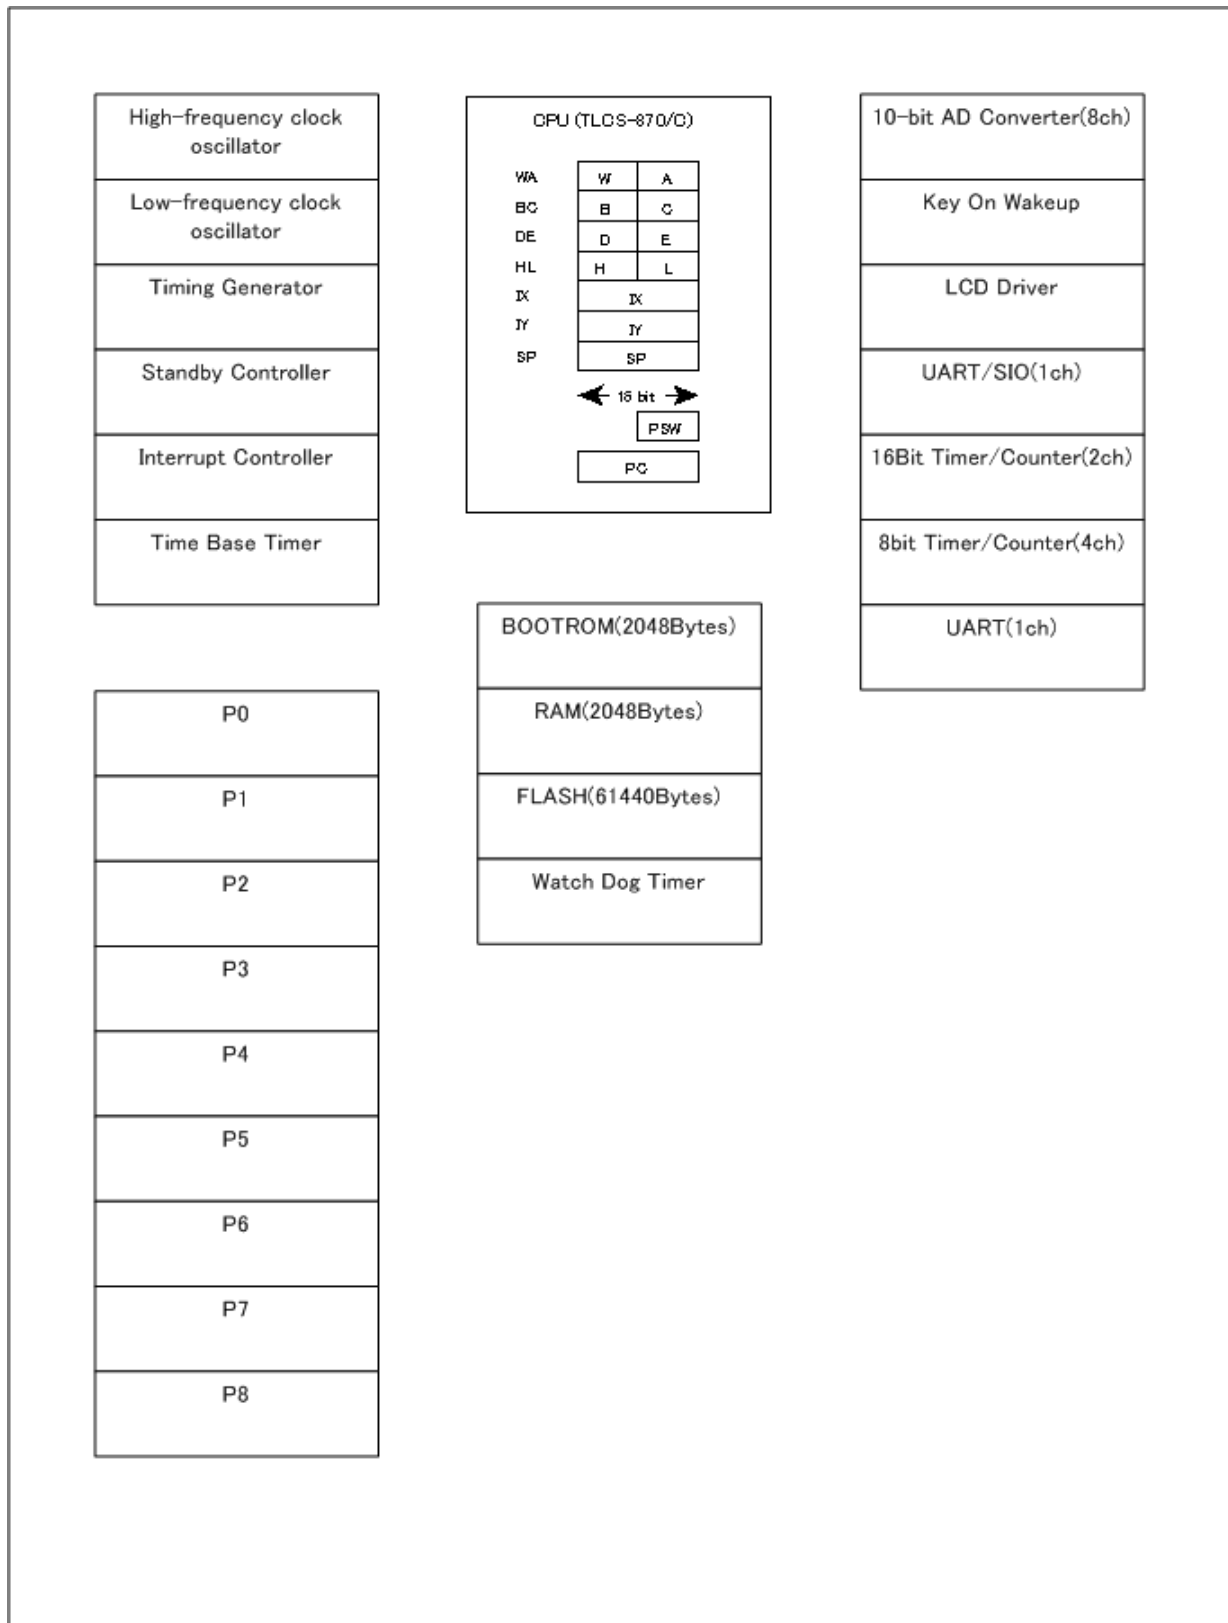 High-frequency clock
oscillator
Low-frequency clock
oscillator
Timing Generator
Standby Controller
Interrupt Controller
Time Base Timer
P0
P1
P2
P3
P4
P5
P6
P7
P8
CPU (TLCS-870/C)
WA W A
BC B C
DE D E
HL H L
IX IX
IY IY
SP SP
16 bit
PSW
PC
BOOTROM(2048Bytes)
RAM(2048Bytes)
FLASH(61440Bytes)
Watch Dog Timer
10-bit AD Converter(8ch)
Key On Wakeup
LCD Driver
UART/SIO(1ch)
16Bit Timer/Counter(2ch)
8bit Timer/Counter(4ch)
UART(1ch)